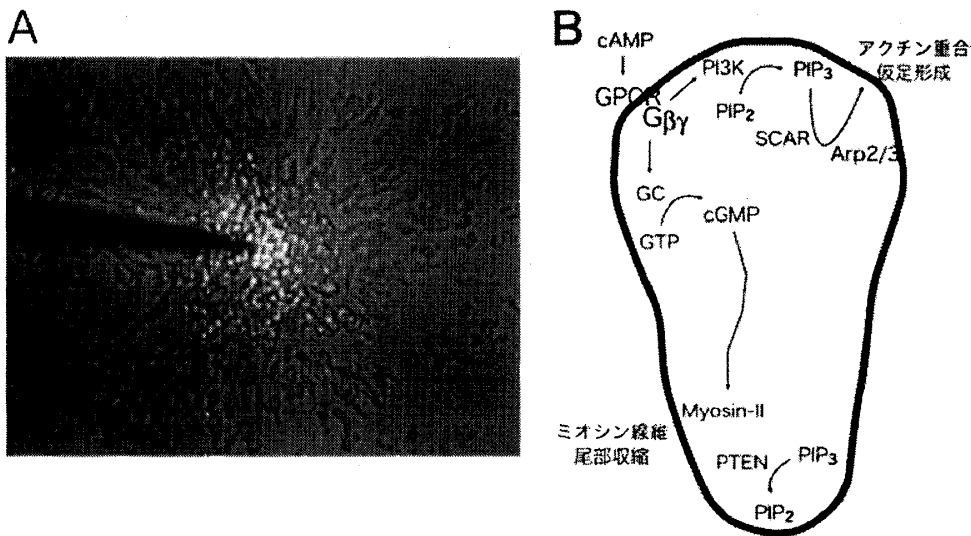 A
B
cAMP
GPCR
Gβγ
PI3K
PIP2
PIP3
アクチン重合
仮定形成
SCAR
Arp2/3
GC
GTP
cGMP
Myosin-II
ミオシン線維
尾部収縮
PTEN
PIP3
PIP2